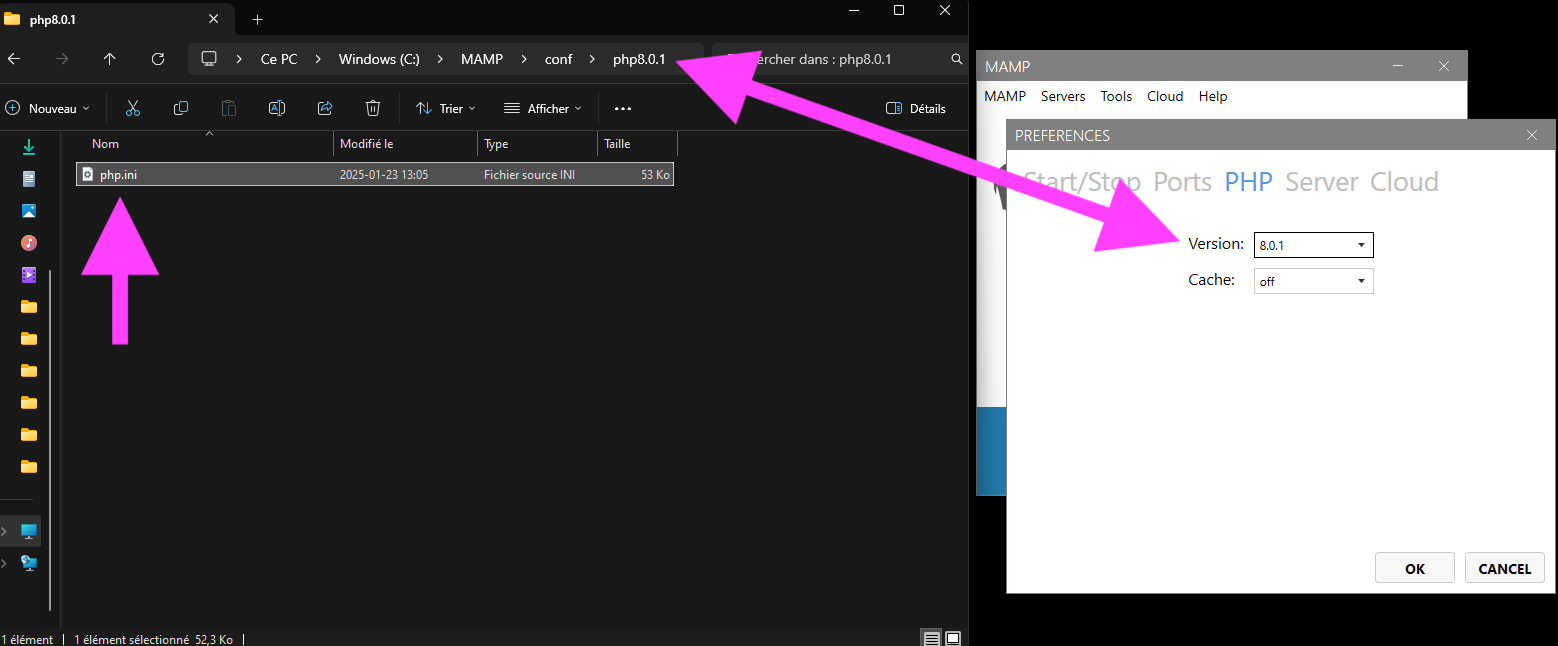 php8.0.1
Ce PC
Windows (C:)
MAMP
conf
php8.0.1
ercher dans : php8.0.1
Nouveau
Trier
Afficher
Détails
Nom
Modifié le
Type
Taille
php.ini
2025-01-23 13:05
Fichier source INI
53 Ko
1 élément
1 élément sélectionné 52,3 Ko
MAMP
MAMP Servers Tools Cloud Help
PREFERENCES
Start/Stop Ports PHP Server Cloud
Version: 8.0.1
Cache: off
OK
CANCEL